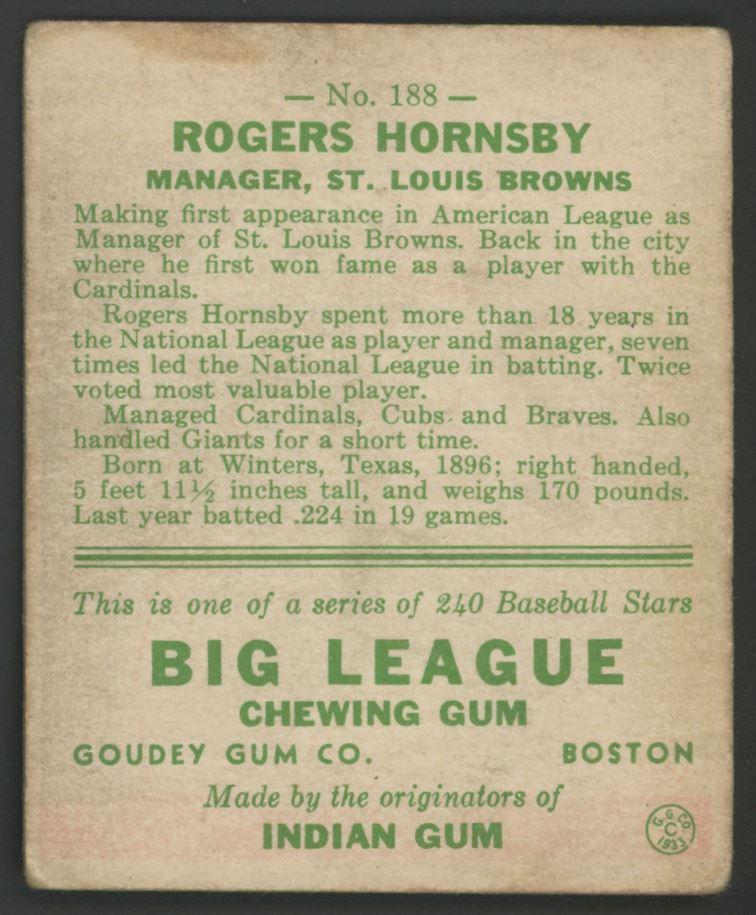 — No. 188 —
ROGERS HORNSBY
MANAGER, ST. LOUIS BROWNS
Making first appearance in American League as
Manager of St. Louis Browns. Back in the city
where he first won fame as a player with the
Cardinals.
Rogers Hornsby spent more than 18 years in
the National League as player and manager, seven
times led the National League in batting. Twice
voted most valuable player.
Managed Cardinals, Cubs and Braves. Also
handled Giants for a short time.
Born at Winters, Texas, 1896; right handed,
5 feet 11½ inches tall, and weighs 170 pounds.
Last year batted .224 in 19 games.
This is one of a series of 240 Baseball Stars
BIG LEAGUE
CHEWING GUM
GOUDEY GUM CO. BOSTON
Made by the originators of
INDIAN GUM
G. G. CO.
C
1933